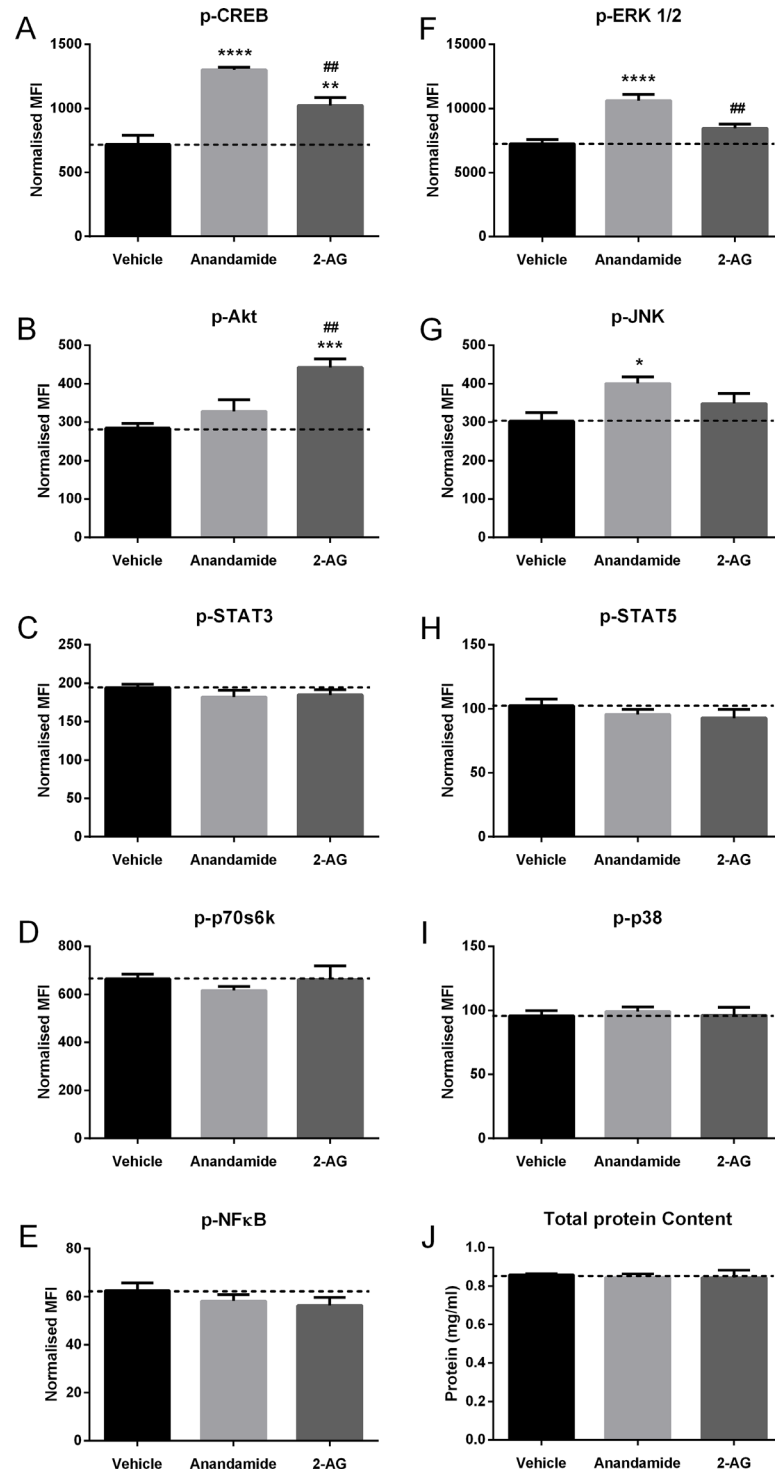 A
p-CREB
Normalised MFI
1500
1000
500
0
****
##
**
Vehicle Anandamide 2-AG
F
p-ERK 1/2
Normalised MFI
15000
10000
5000
0
****
##
Vehicle Anandamide 2-AG
B
p-Akt
Normalised MFI
500
400
300
200
100
0
##
***
Vehicle Anandamide 2-AG
G
p-JNK
Normalised MFI
500
400
300
200
100
0
*
Vehicle Anandamide 2-AG
C
p-STAT3
Normalised MFI
250
200
150
100
50
0
Vehicle Anandamide 2-AG
H
p-STAT5
Normalised MFI
150
100
50
0
Vehicle Anandamide 2-AG
D
p-p70s6k
Normalised MFI
800
600
400
200
0
Vehicle Anandamide 2-AG
I
p-p38
Normalised MFI
150
100
50
0
Vehicle Anandamide 2-AG
E
p-NFκB
Normalised MFI
80
60
40
20
0
Vehicle Anandamide 2-AG
J
Total protein Content
Protein (mg/ml)
1.0
0.8
0.6
0.4
0.2
0.0
Vehicle Anandamide 2-AG